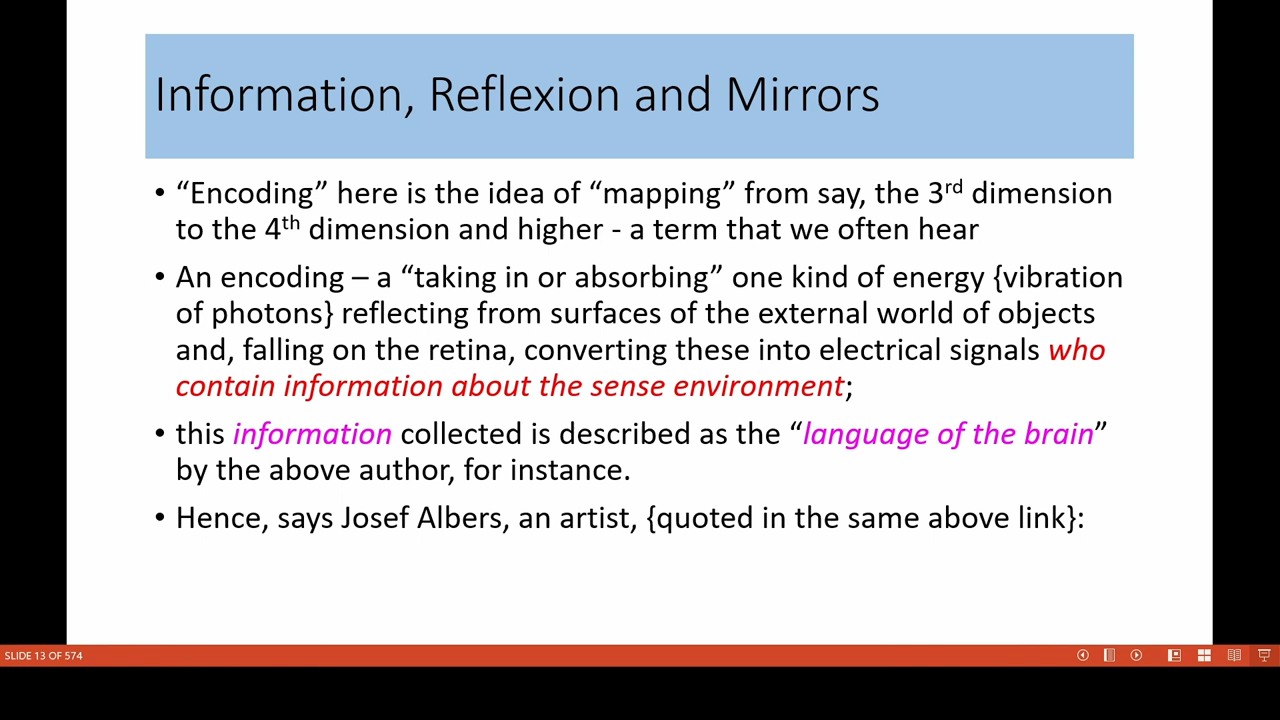 Information, Reflexion and Mirrors
• “Encoding” here is the idea of “mapping” from say, the 3rd dimension
to the 4th dimension and higher - a term that we often hear
• An encoding – a “taking in or absorbing” one kind of energy {vibration
of photons} reflecting from surfaces of the external world of objects
and, falling on the retina, converting these into electrical signals who
contain information about the sense environment;
• this information collected is described as the “language of the brain”
by the above author, for instance.
• Hence, says Josef Albers, an artist, {quoted in the same above link}:
SLIDE 13 OF 574